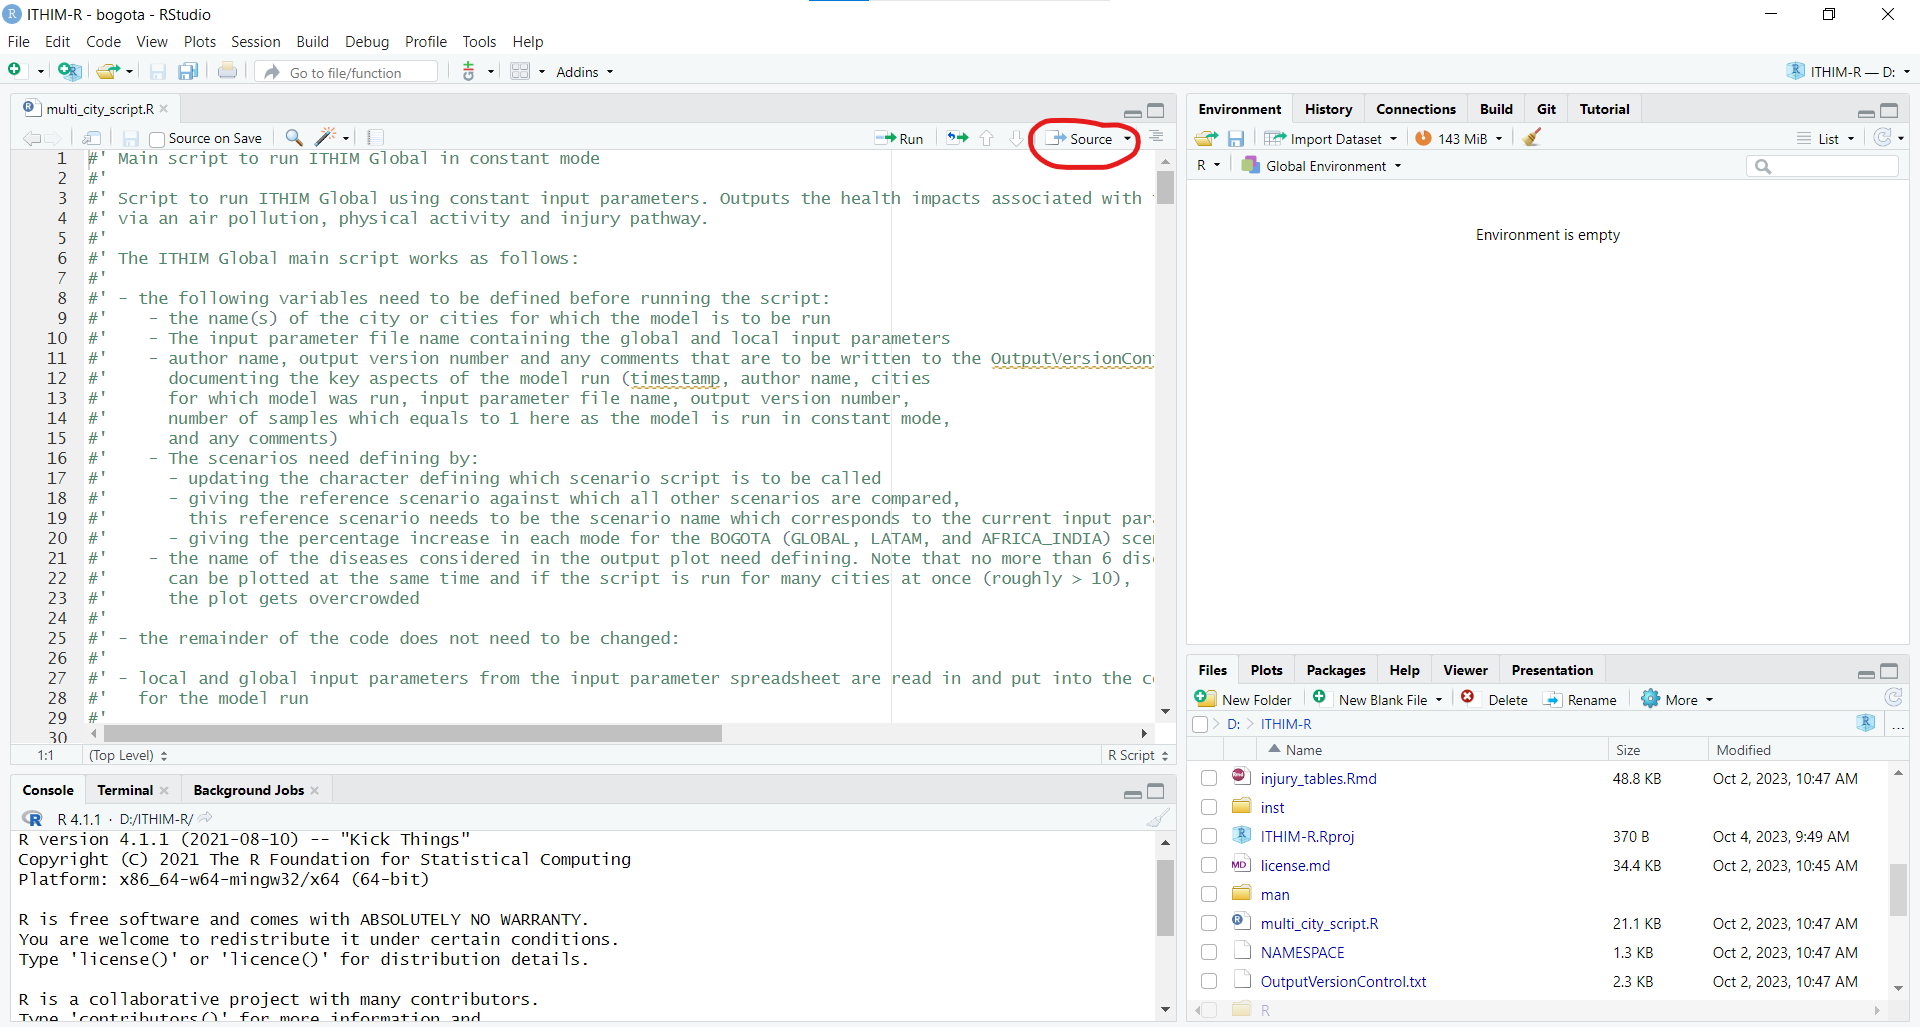 ITHIM-R - bogota - RStudio
File Edit Code View Plots Session Build Debug Profile Tools Help
Go to file/function Addins ITHIM-R — D:
multi_city_script.R
Source on Save Run Source
1 #' Main script to run ITHIM Global in constant mode
2 #'
3 #' Script to run ITHIM Global using constant input parameters. Outputs the health impacts associated with
4 #' via an air pollution, physical activity and injury pathway.
5 #'
6 #' The ITHIM Global main script works as follows:
7 #'
8 #' - the following variables need to be defined before running the script:
9 #' - the name(s) of the city or cities for which the model is to be run
10 #' - The input parameter file name containing the global and local input parameters
11 #' - author name, output version number and any comments that are to be written to the OutputVersionCon
12 #' documenting the key aspects of the model run (timestamp, author name, cities
13 #' for which model was run, input parameter file name, output version number,
14 #' number of samples which equals to 1 here as the model is run in constant mode,
15 #' and any comments)
16 #' - The scenarios need defining by:
17 #' - updating the character defining which scenario script is to be called
18 #' - giving the reference scenario against which all other scenarios are compared,
19 #' this reference scenario needs to be the scenario name which corresponds to the current input par
20 #' - giving the percentage increase in each mode for the BOGOTA (GLOBAL, LATAM, and AFRICA_INDIA) sce
21 #' - the name of the diseases considered in the output plot need defining. Note that no more than 6 dis
22 #' can be plotted at the same time and if the script is run for many cities at once (roughly > 10),
23 #' the plot gets overcrowded
24 #'
25 #' - the remainder of the code does not need to be changed:
26 #'
27 #' - local and global input parameters from the input parameter spreadsheet are read in and put into the c
28 #' for the model run
29 #'
30
1:1 (Top Level) R Script
Console Terminal Background Jobs
R 4.1.1 · D:/ITHIM-R/
R version 4.1.1 (2021-08-10) -- "Kick Things"
Copyright (C) 2021 The R Foundation for Statistical Computing
Platform: x86_64-w64-mingw32/x64 (64-bit)
R is free software and comes with ABSOLUTELY NO WARRANTY.
You are welcome to redistribute it under certain conditions.
Type 'license()' or 'licence()' for distribution details.
R is a collaborative project with many contributors.
Type 'contributors()' for more information and
Environment History Connections Build Git Tutorial
Import Dataset 143 MiB List
R Global Environment
Environment is empty
Files Plots Packages Help Viewer Presentation
New Folder New Blank File Delete Rename More
D: ITHIM-R ...
Name Size Modified
injury_tables.Rmd 48.8 KB Oct 2, 2023, 10:47 AM
inst
ITHIM-R.Rproj 370 B Oct 4, 2023, 9:49 AM
license.md 34.4 KB Oct 2, 2023, 10:45 AM
man
multi_city_script.R 21.1 KB Oct 2, 2023, 10:47 AM
NAMESPACE 1.3 KB Oct 2, 2023, 10:47 AM
OutputVersionControl.txt 2.3 KB Oct 2, 2023, 10:47 AM
R